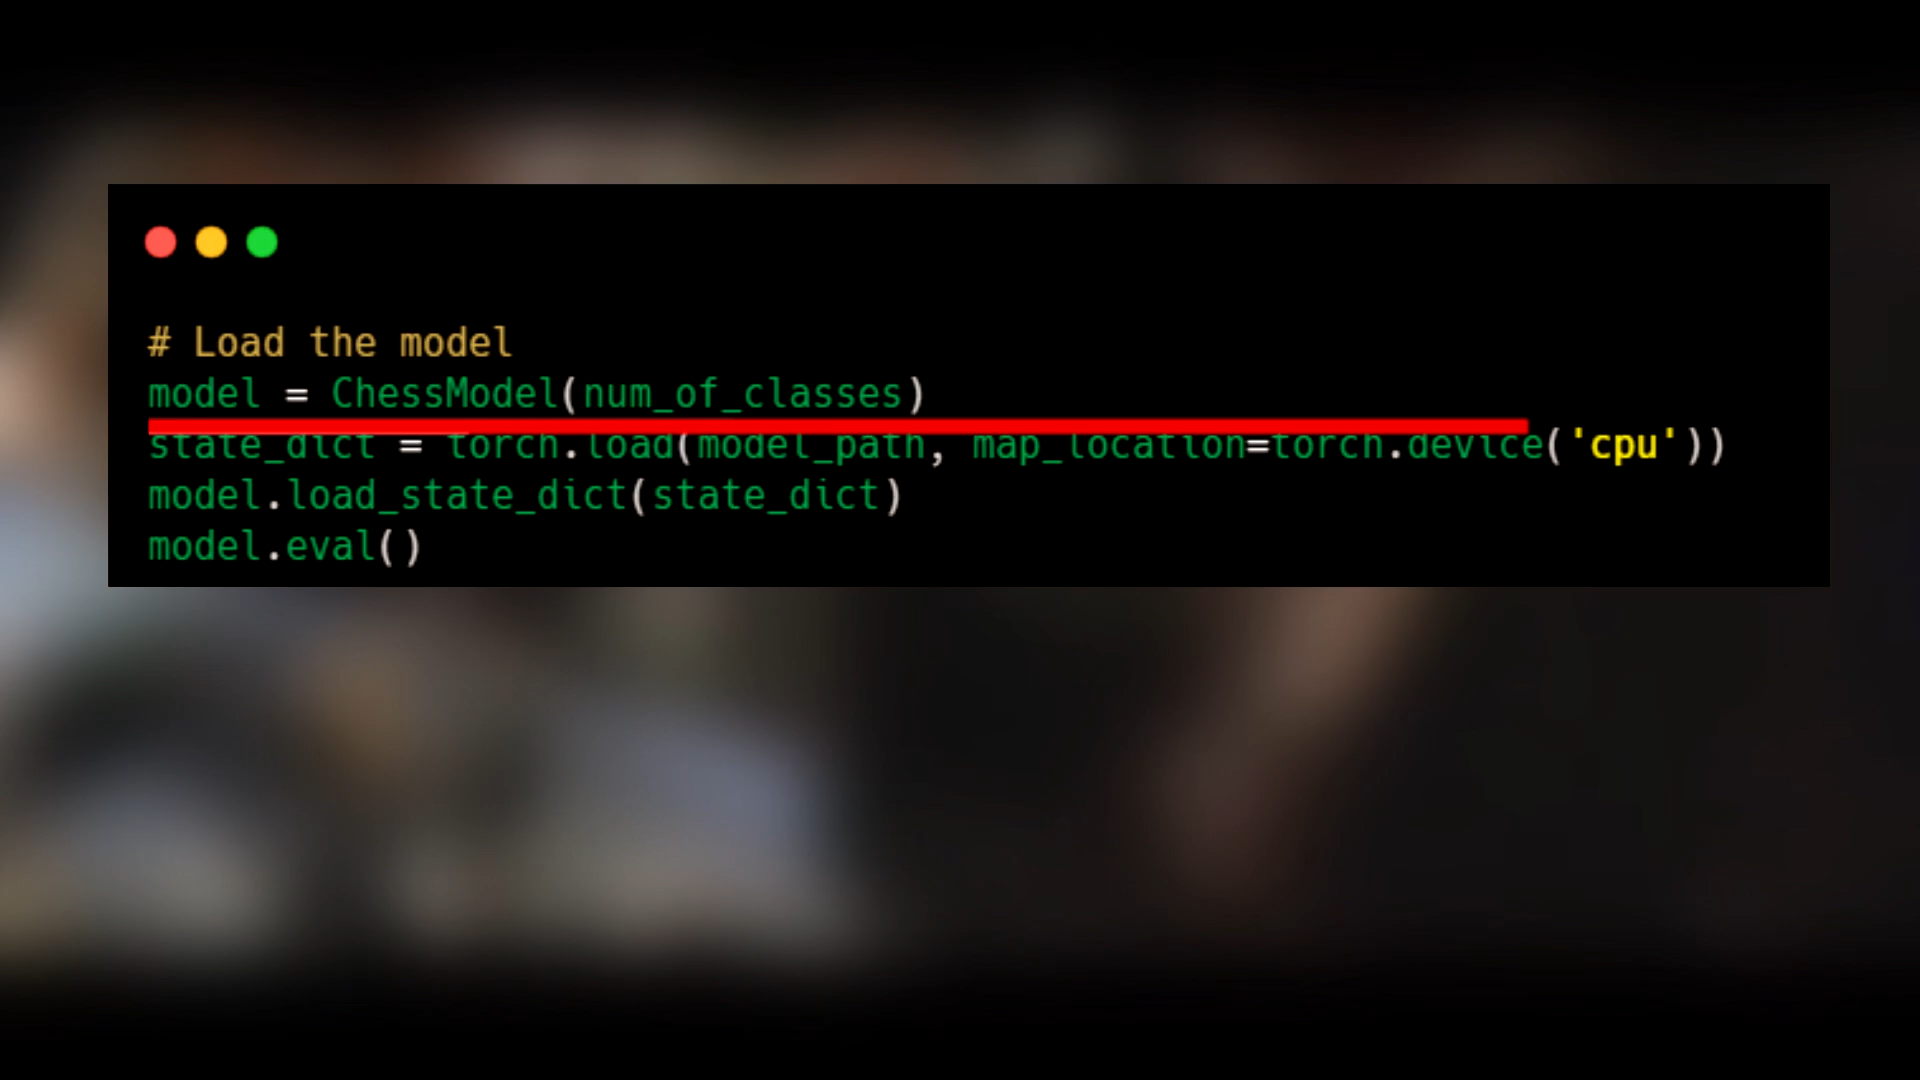 # Load the model
model = ChessModel(num_of_classes)
state_dict = torch.load(model_path, map_location=torch.device('cpu'))
model.load_state_dict(state_dict)
model.eval()